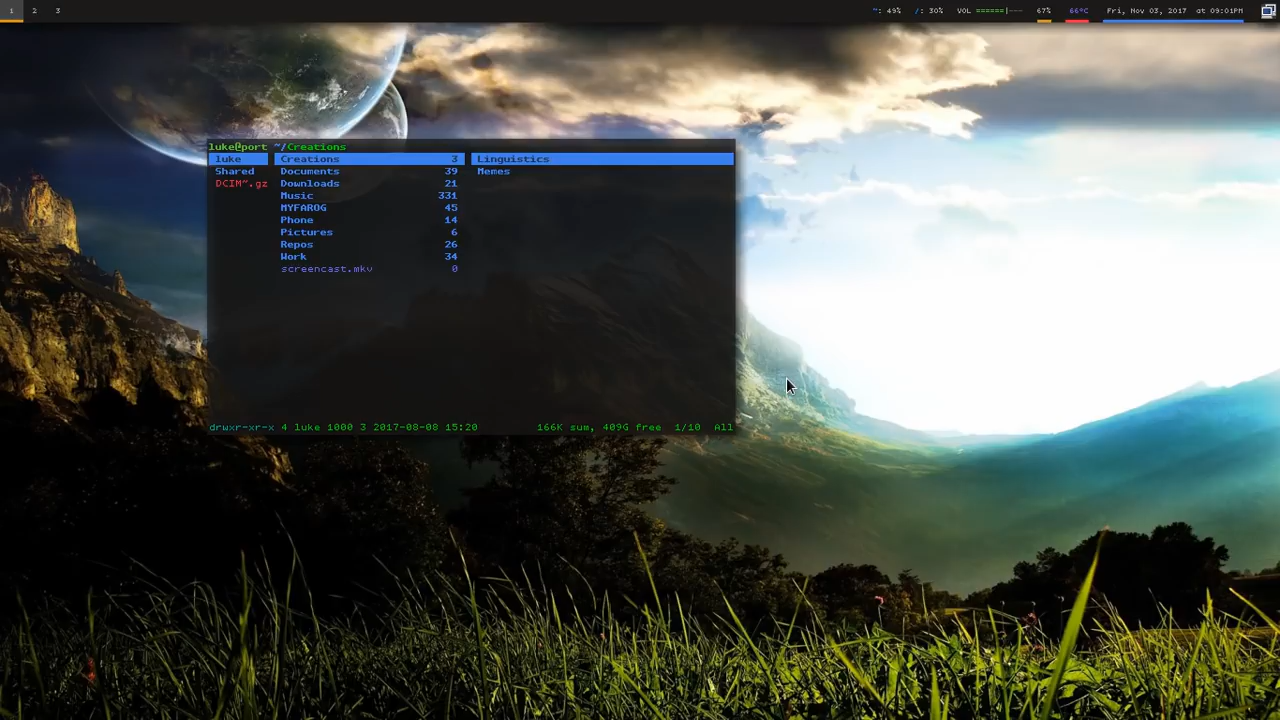 1 2 3 ~: 49% /: 30% VOL ======|--- 67% 66°C Fri, Nov 03, 2017 at 09:01PM
luke@port ~/Creations
luke Creations 3 Linguistics
Shared Documents 39 Memes
DCIM~.gz Downloads 21
Music 331
MYFAROG 45
Phone 14
Pictures 6
Repos 26
Work 34
screencast.mkv 0
drwxr-xr-x 4 luke 1000 3 2017-08-08 15:20 166K sum, 409G free 1/10 All